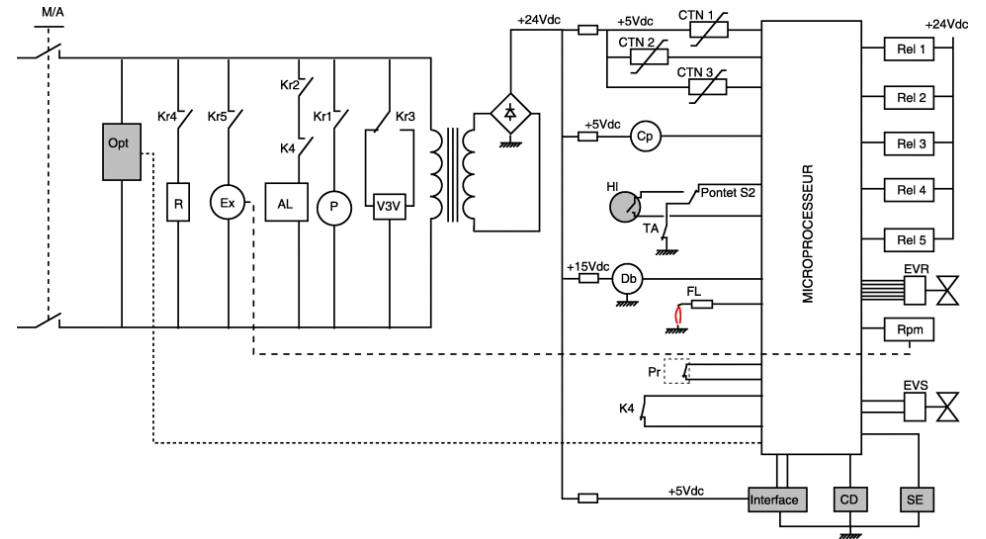 M/A
+24Vdc
+5Vdc
CTN 1
+24Vdc
CTN 2
Rel 1
CTN 3
Kr2
Rel 2
Kr4
Kr5
Kr1
Kr3
+5Vdc
Opt
Cp
Rel 3
K4
MICROPROCESSEUR
HI
Pontet S2
Rel 4
R
Ex
AL
P
V3V
TA
Rel 5
+15Vdc
EVR
Db
FL
Rpm
Pr
EVS
K4
+5Vdc
Interface
CD
SE